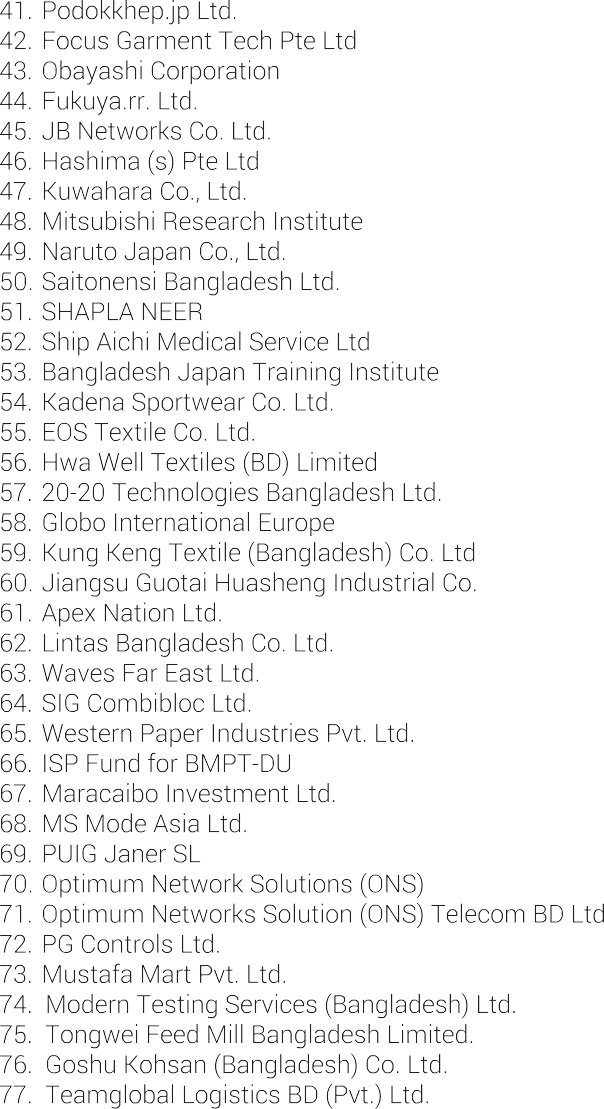 41. Podokkhep.jp Ltd.
42. Focus Garment Tech Pte Ltd
43. Obayashi Corporation
44. Fukuya.rr. Ltd.
45. JB Networks Co. Ltd.
46. Hashima (s) Pte Ltd
47. Kuwahara Co., Ltd.
48. Mitsubishi Research Institute
49. Naruto Japan Co., Ltd.
50. Saitonensi Bangladesh Ltd.
51. SHAPLA NEER
52. Ship Aichi Medical Service Ltd
53. Bangladesh Japan Training Institute
54. Kadena Sportwear Co. Ltd.
55. EOS Textile Co. Ltd.
56. Hwa Well Textiles (BD) Limited
57. 20-20 Technologies Bangladesh Ltd.
58. Globo International Europe
59. Kung Keng Textile (Bangladesh) Co. Ltd
60. Jiangsu Guotai Huasheng Industrial Co.
61. Apex Nation Ltd.
62. Lintas Bangladesh Co. Ltd.
63. Waves Far East Ltd.
64. SIG Combibloc Ltd.
65. Western Paper Industries Pvt. Ltd.
66. ISP Fund for BMPT-DU
67. Maracaibo Investment Ltd.
68. MS Mode Asia Ltd.
69. PUIG Janer SL
70. Optimum Network Solutions (ONS)
71. Optimum Networks Solution (ONS) Telecom BD Ltd
72. PG Controls Ltd.
73. Mustafa Mart Pvt. Ltd.
74. Modern Testing Services (Bangladesh) Ltd.
75. Tongwei Feed Mill Bangladesh Limited.
76. Goshu Kohsan (Bangladesh) Co. Ltd.
77. Teamglobal Logistics BD (Pvt.) Ltd.